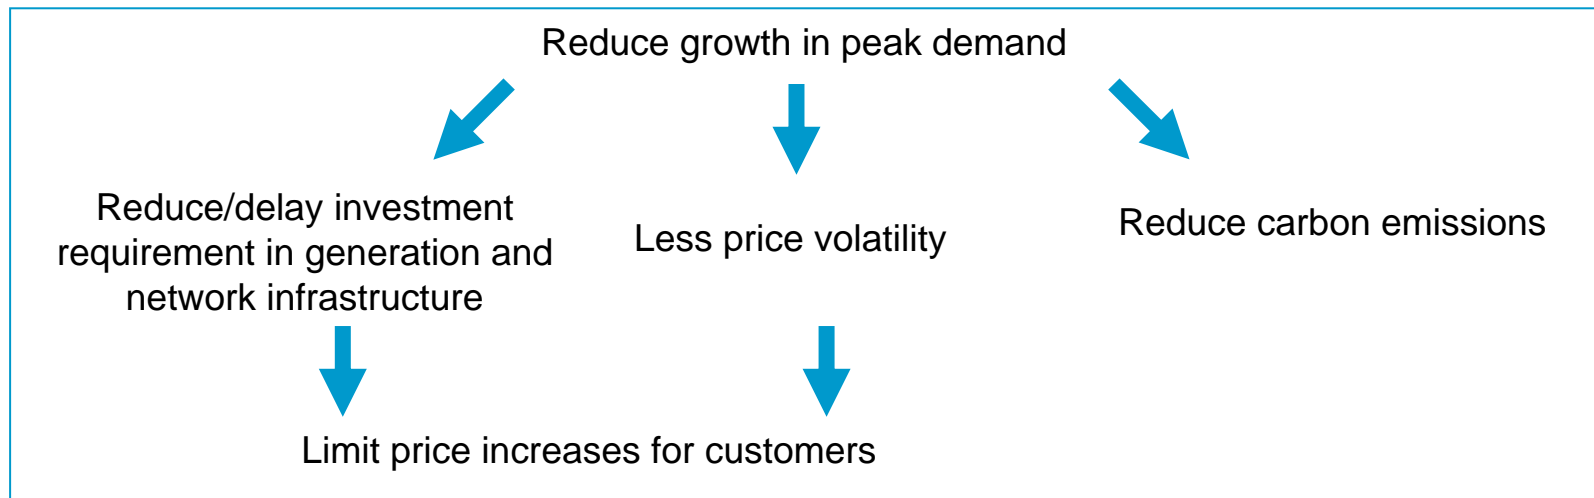 Reduce growth in peak demand
Reduce/delay investment
requirement in generation and
network infrastructure
Less price volatility
Reduce carbon emissions
Limit price increases for customers